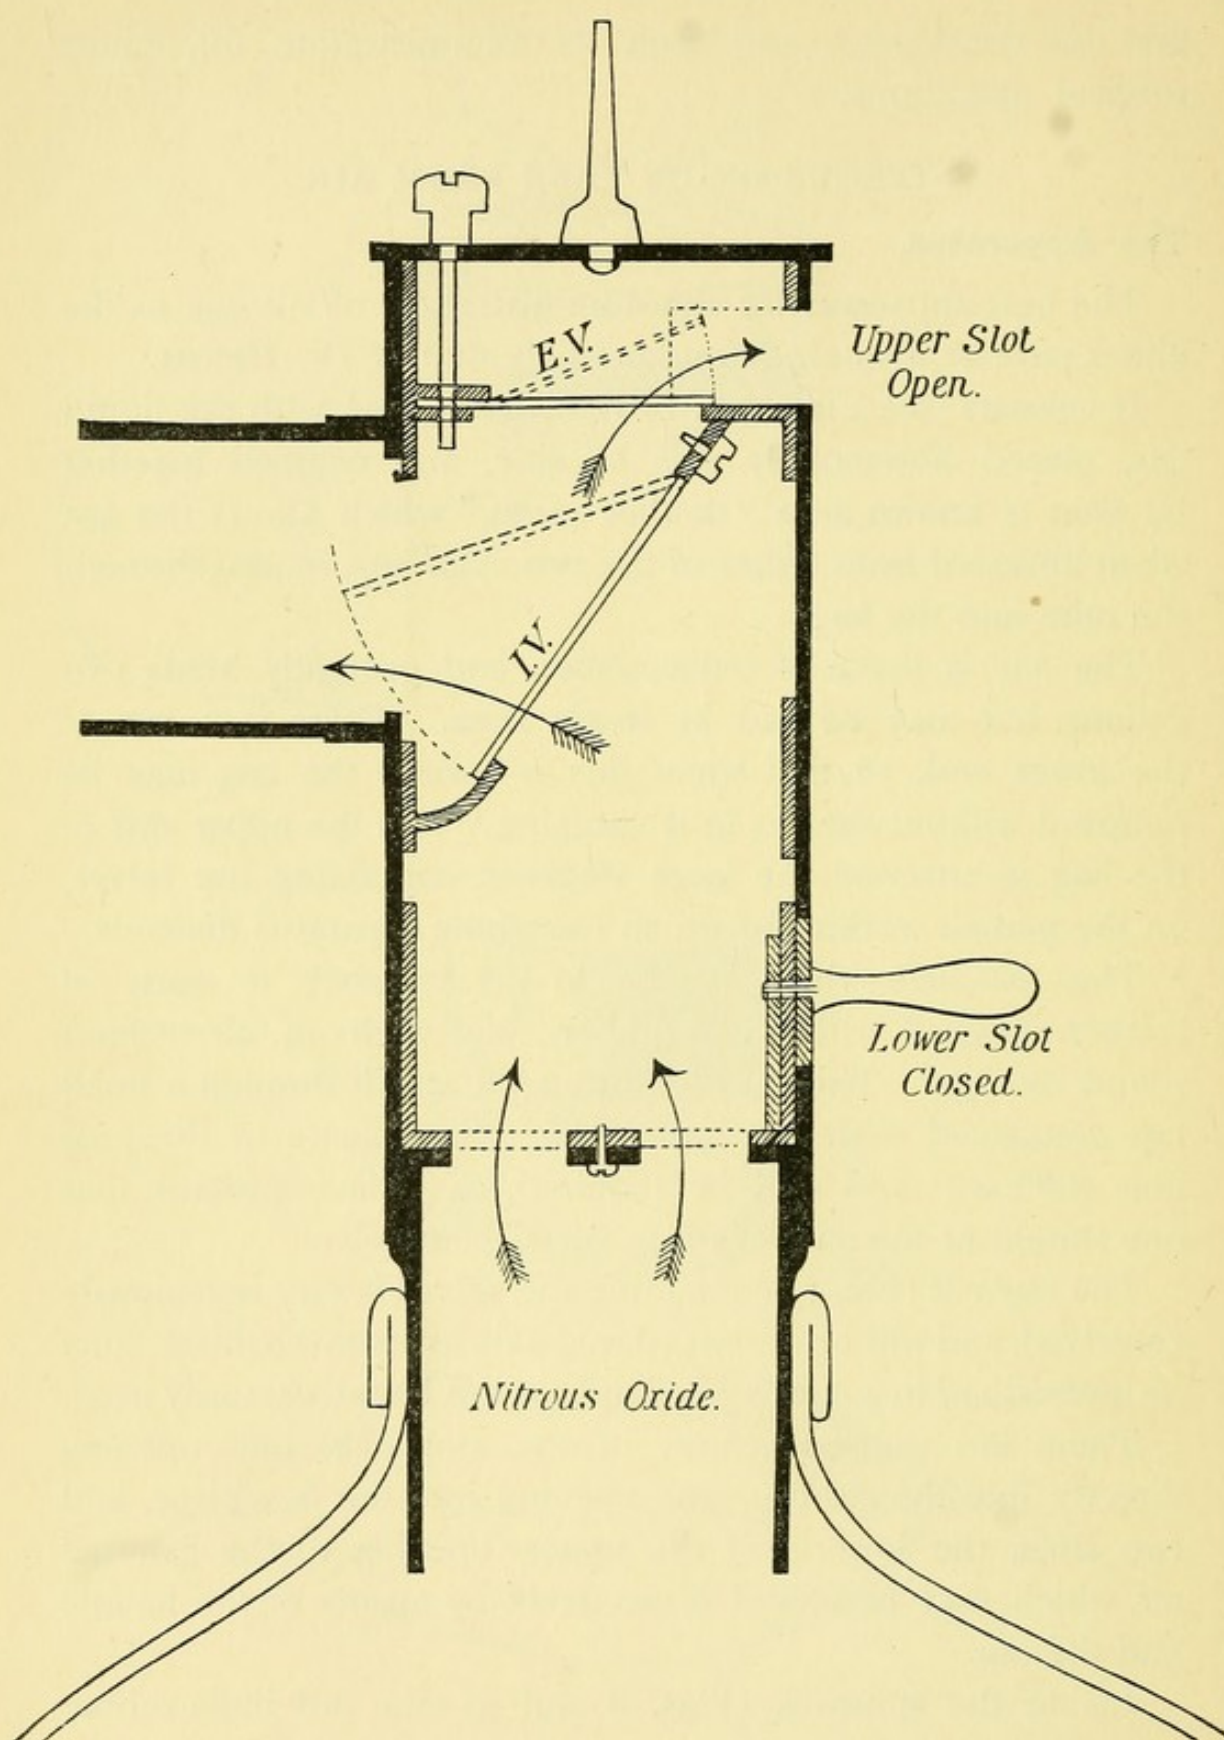 E.V.
Upper Slot
Open.
I.V.
Lower Slot
Closed.
Nitrous Oxide.